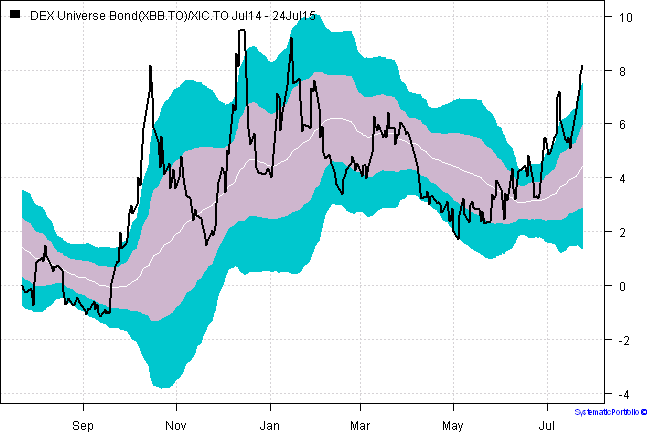 DEX Universe Bond(XBB.TO)/XIC.TO Jul14 - 24Jul15
10
8
6
4
2
0
-2
-4
Sep Nov Jan Mar May Jul
SystematicPortfolio ©